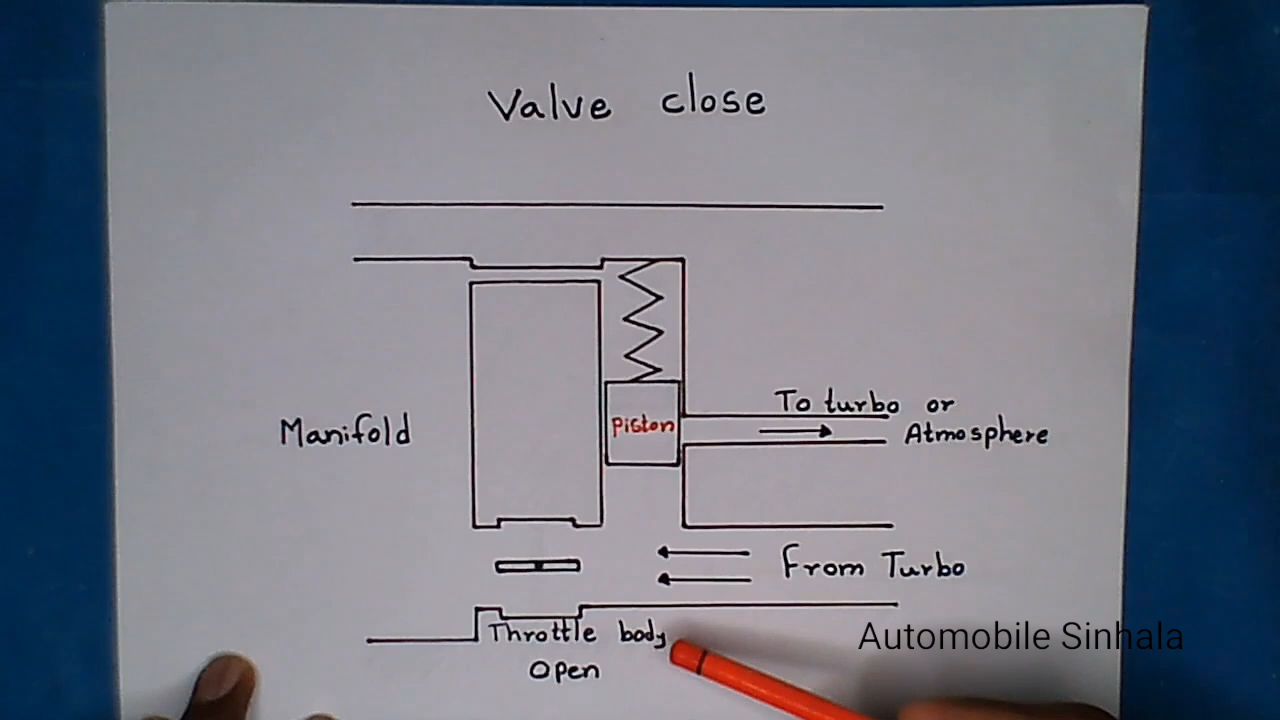 Valve close
Piston
To turbo or
Atmosphere
Manifold
From Turbo
Throttle body
Open
Automobile Sinhala